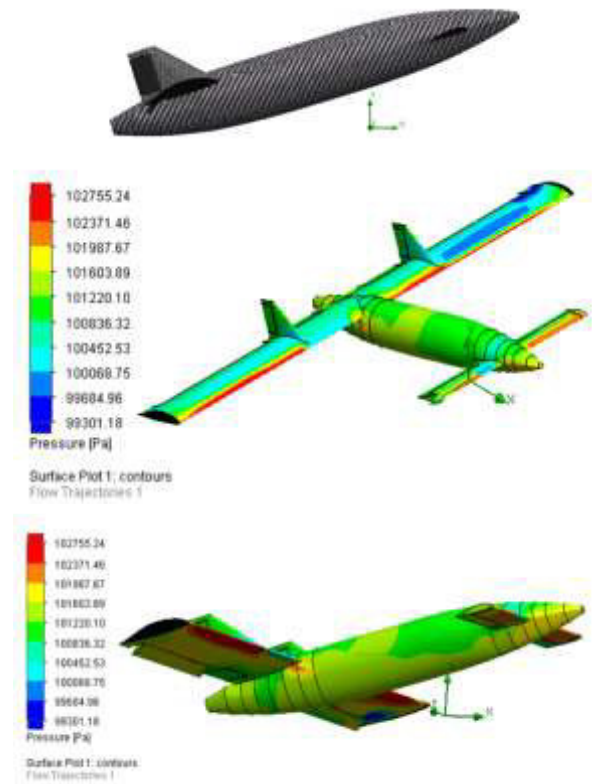 102755.24
102371.46
101987.67
101603.89
101220.10
100836.32
100452.53
100068.75
99684.96
99301.18
Pressure [Pa]
X
Surface Plot 1: contours
Flow Trajectories 1
102755.24
102371.46
101987.67
101603.89
101220.10
100836.32
100452.53
100068.75
99684.96
99301.18
X
Pressure [Pa]
Surface Plot 1: contours
Flow Trajectories 1